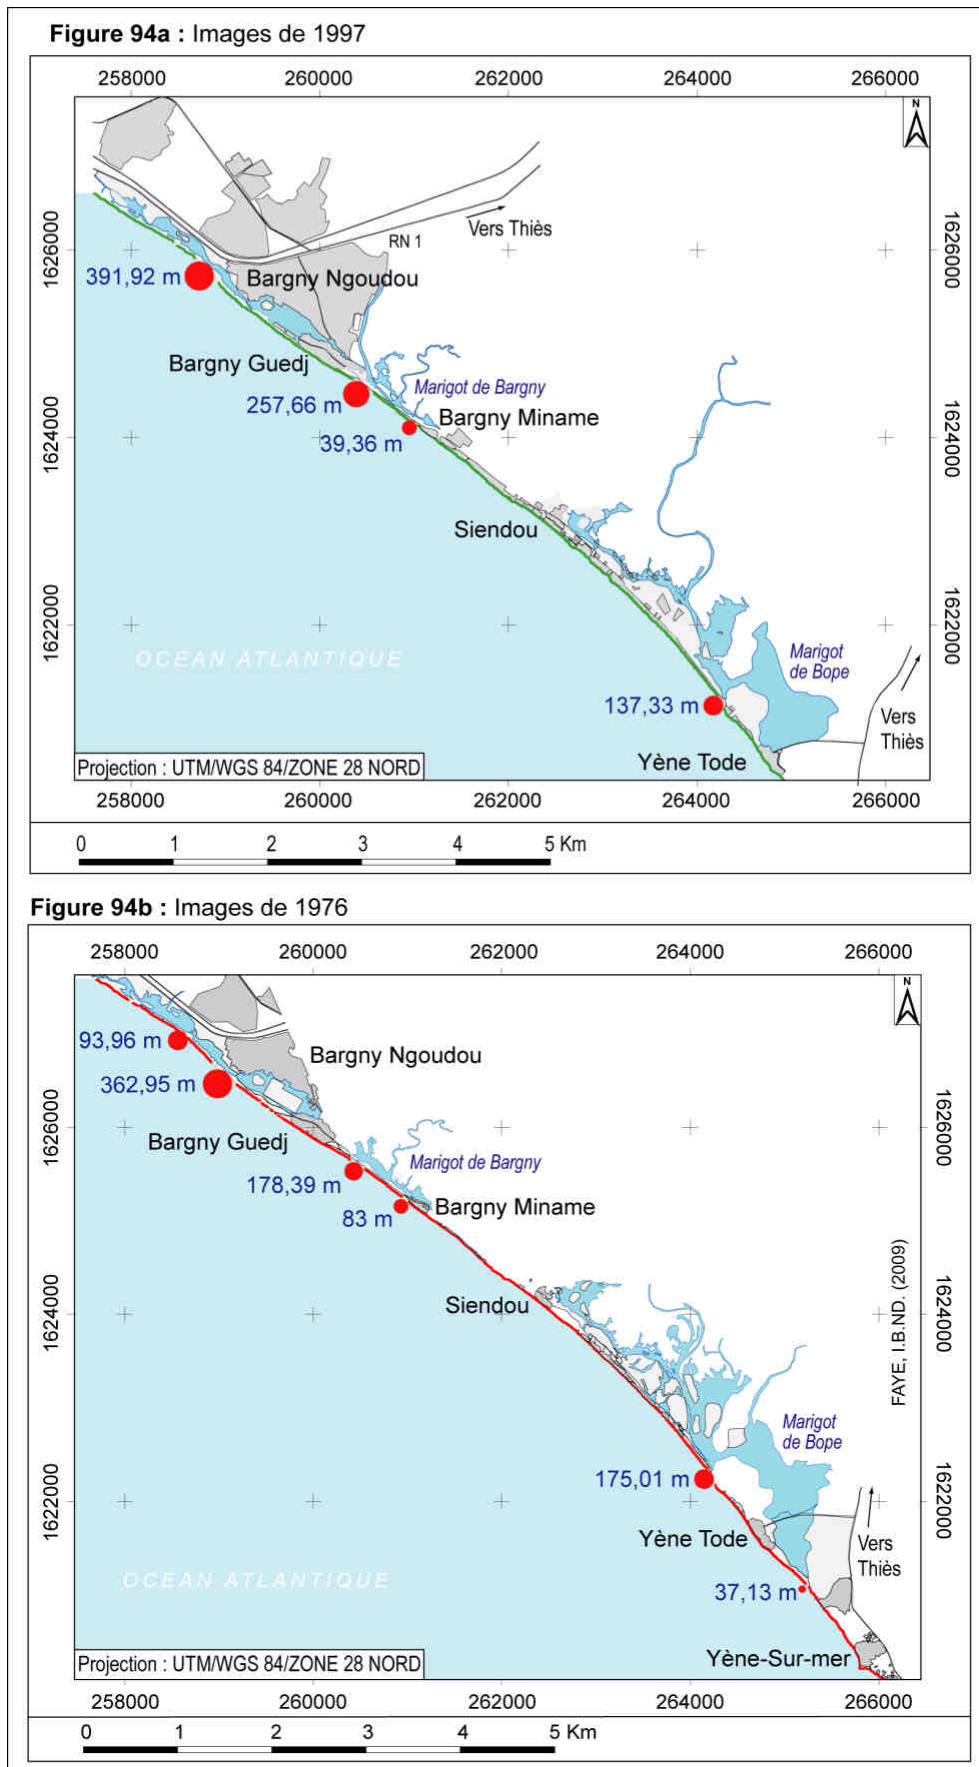 Figure 94a : Images de 1997
258000 260000 262000 264000 266000
N
1626000
1626000
RN 1
Vers Thiès
391,92 m
Bargny Ngoudou
Bargny Guedj
Marigot de Bargny
257,66 m
Bargny Miname
39,36 m
1624000
1624000
Siendou
1622000
1622000
OCEAN ATLANTIQUE
Marigot
de Bope
137,33 m
Vers
Thiès
Yène Tode
Projection : UTM/WGS 84/ZONE 28 NORD
258000 260000 262000 264000 266000
0 1 2 3 4 5 Km
Figure 94b : Images de 1976
258000 260000 262000 264000 266000
N
93,96 m
Bargny Ngoudou
362,95 m
1626000
1626000
Bargny Guedj
Marigot de Bargny
178,39 m
Bargny Miname
83 m
Siendou
1624000
1624000
FAYE, I.B.ND. (2009)
Marigot
de Bope
175,01 m
1622000
1622000
Yène Tode
Vers
Thiès
OCEAN ATLANTIQUE
37,13 m
Yène-Sur-mer
Projection : UTM/WGS 84/ZONE 28 NORD
258000 260000 262000 264000 266000
0 1 2 3 4 5 Km